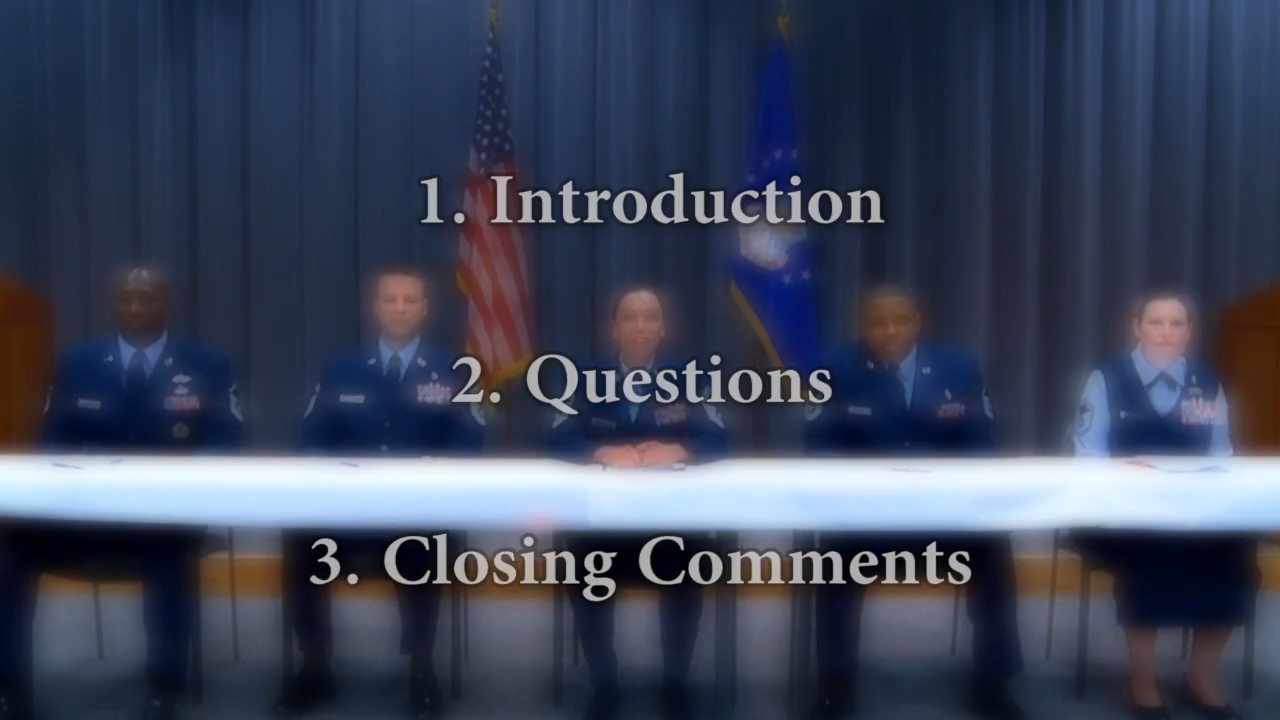 1. Introduction
2. Questions
3. Closing Comments